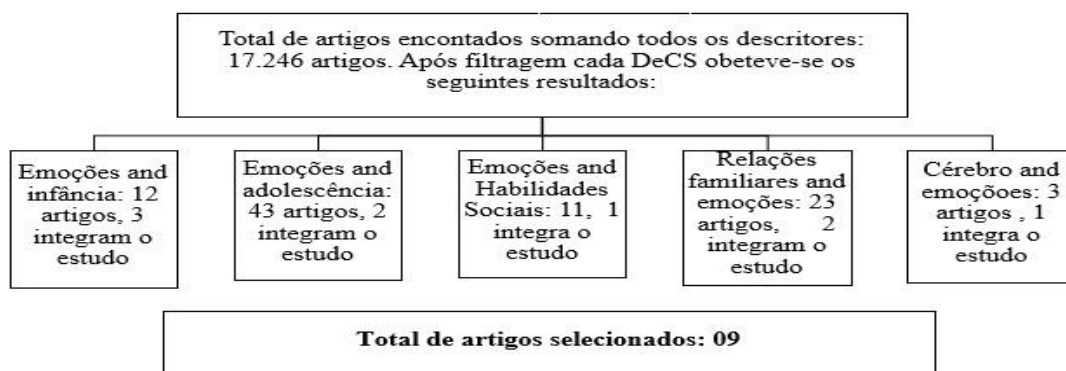 Total de artigos encontados somando todos os descritores:
17.246 artigos. Após filtragem cada DeCS obeteve-se os
seguintes resultados:
Emoções and
infância: 12
artigos, 3
integram o
estudo
Emoções and
adolescência:
43 artigos, 2
integram o
estudo
Emoções and
Habilidades
Sociais: 11, 1
integra o
estudo
Relações
familiares and
emoções: 23
artigos, 2
integram o
estudo
Cérebro and
emoçõoes: 3
artigos , 1
integra o
estudo
Total de artigos selecionados: 09